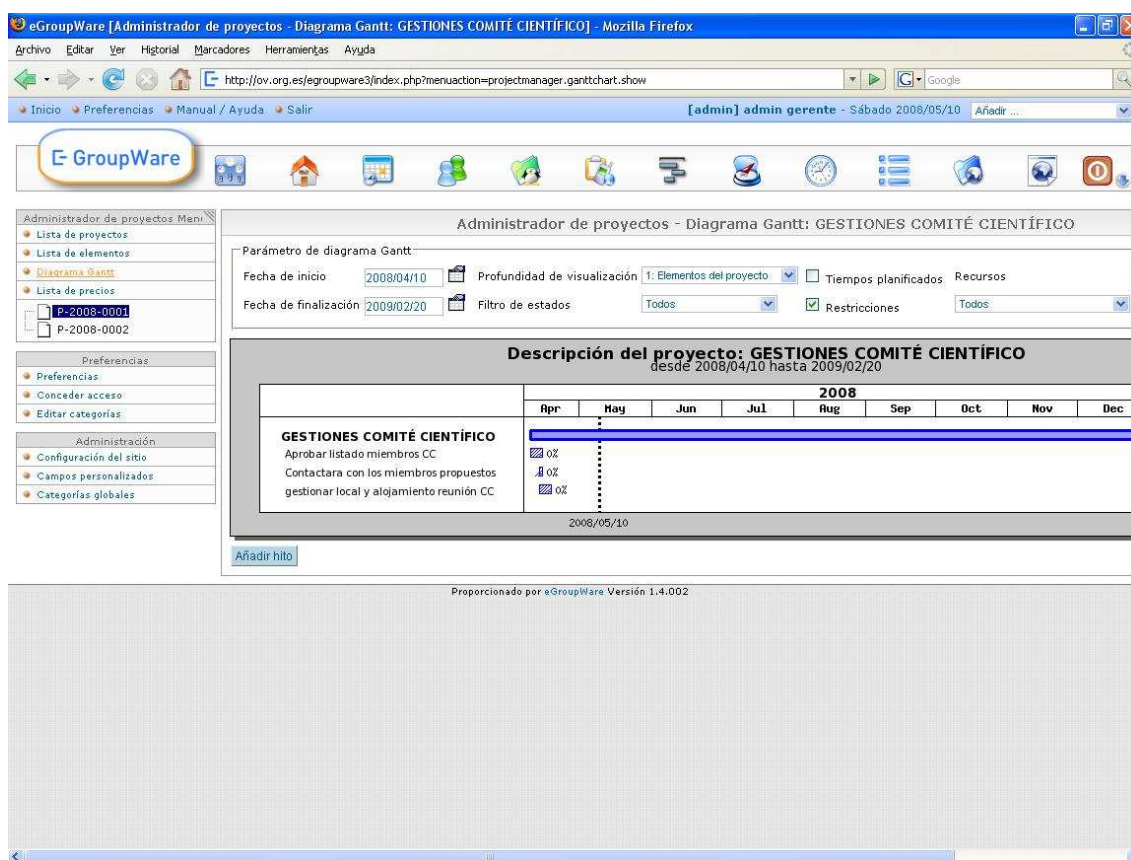 eGroupWare [Administrador de proyectos - Diagrama Gantt: GESTIONES COMITÉ CIENTÍFICO] - Mozilla Firefox
Archivo Editar Ver Historial Marcadores Herramientas Ayuda
http://ov.org.es/egroupware3/index.php?menuaction=projectmanager.ganttchart.show
G Google
Inicio Preferencias Manual / Ayuda Salir
[admin] admin gerente - Sábado 2008/05/10 Añadir ...
E- GroupWare
Administrador de proyectos Menú
Lista de proyectos
Lista de elementos
Diagrama Gantt
Lista de precios
P-2008-0001
P-2008-0002
Preferencias
Preferencias
Conceder acceso
Editar categorías
Administración
Configuración del sitio
Campos personalizados
Categorías globales
Administrador de proyectos - Diagrama Gantt: GESTIONES COMITÉ CIENTÍFICO
Parámetro de diagrama Gantt
Fecha de inicio 2008/04/10 Profundidad de visualización 1: Elementos del proyecto Tiempos planificados Recursos
Fecha de finalización 2009/02/20 Filtro de estados Todos Restricciones Todos
Descripción del proyecto: GESTIONES COMITÉ CIENTÍFICO
desde 2008/04/10 hasta 2009/02/20
2008
Apr May Jun Jul Aug Sep Oct Nov Dec
GESTIONES COMITÉ CIENTÍFICO
Aprobar listado miembros CC 0%
Contactara con los miembros propuestos 0%
gestionar local y alojamiento reunión CC 0%
2008/05/10
Añadir hito
Proporcionado por eGroupWare Versión 1.4.002